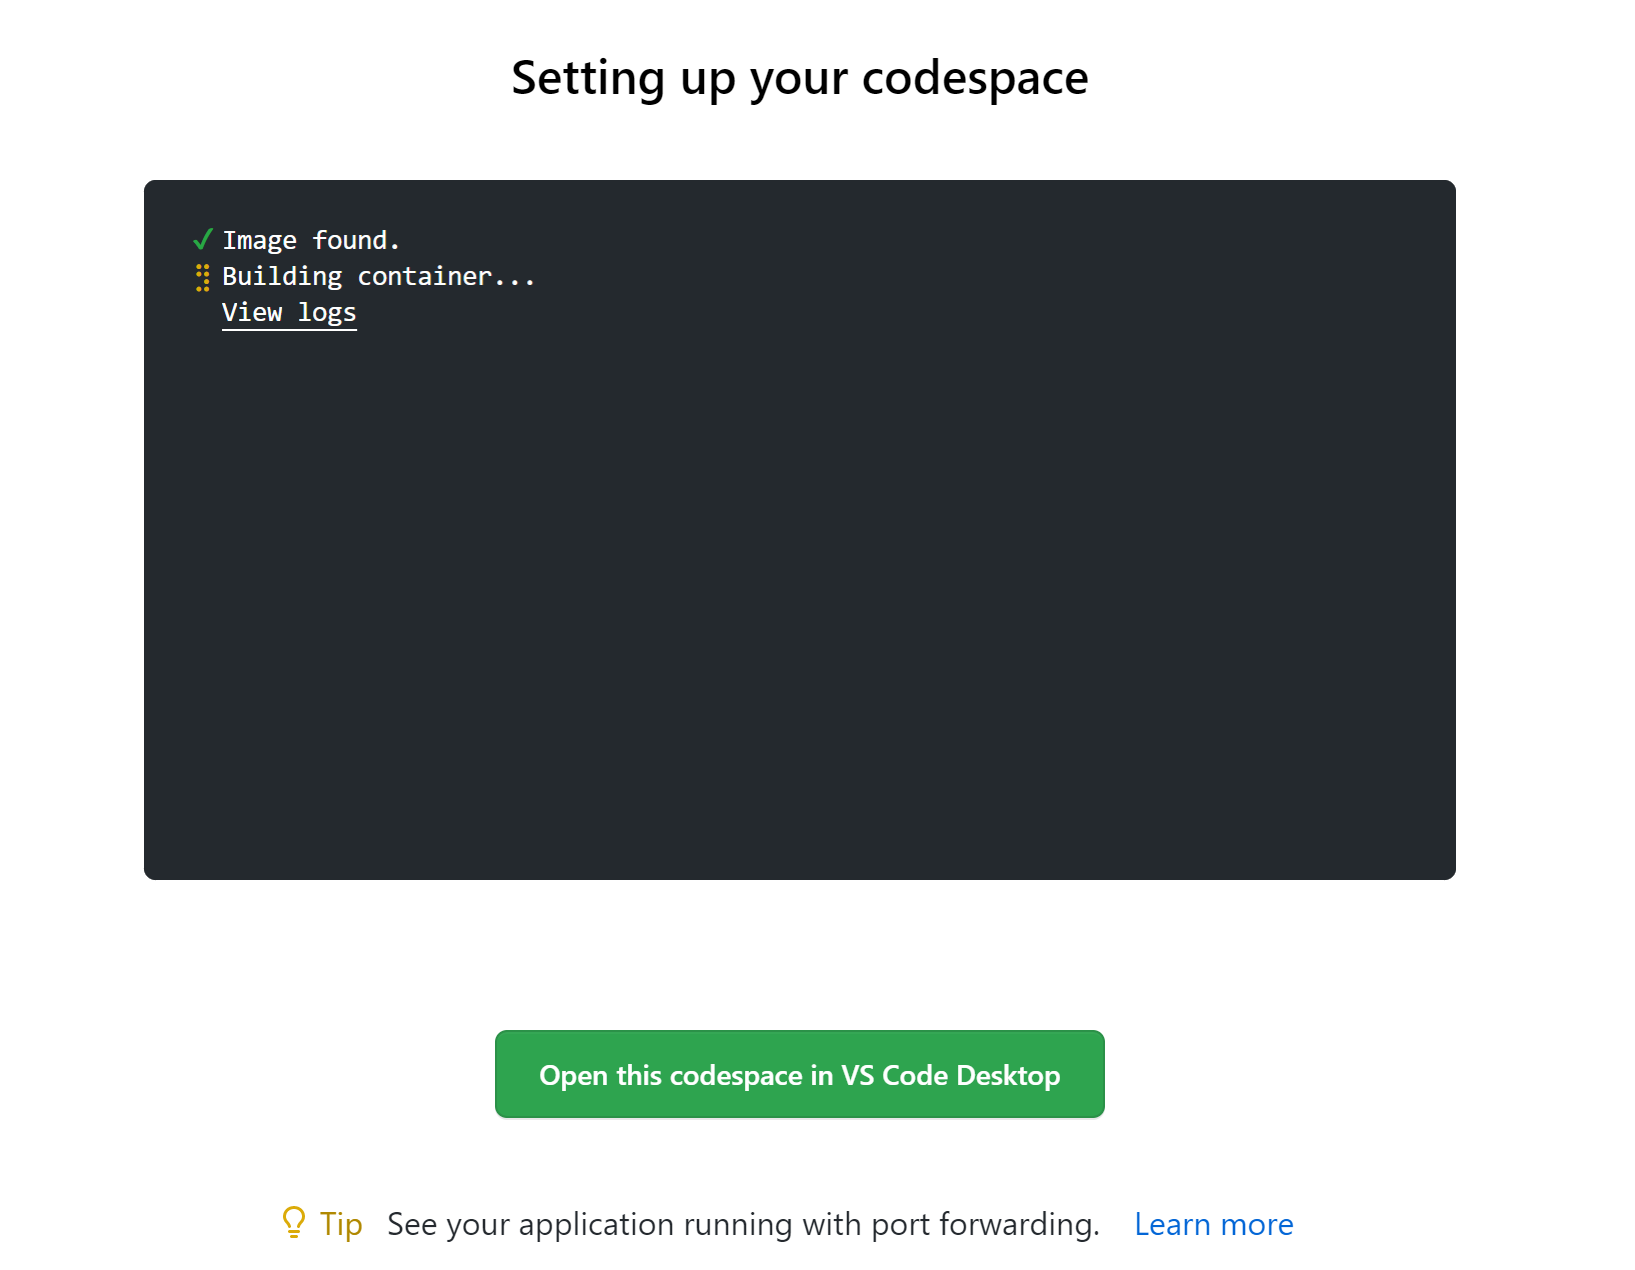 Setting up your codespace
✓ Image found.
Building container...
View logs
Open this codespace in VS Code Desktop
Tip See your application running with port forwarding. Learn more